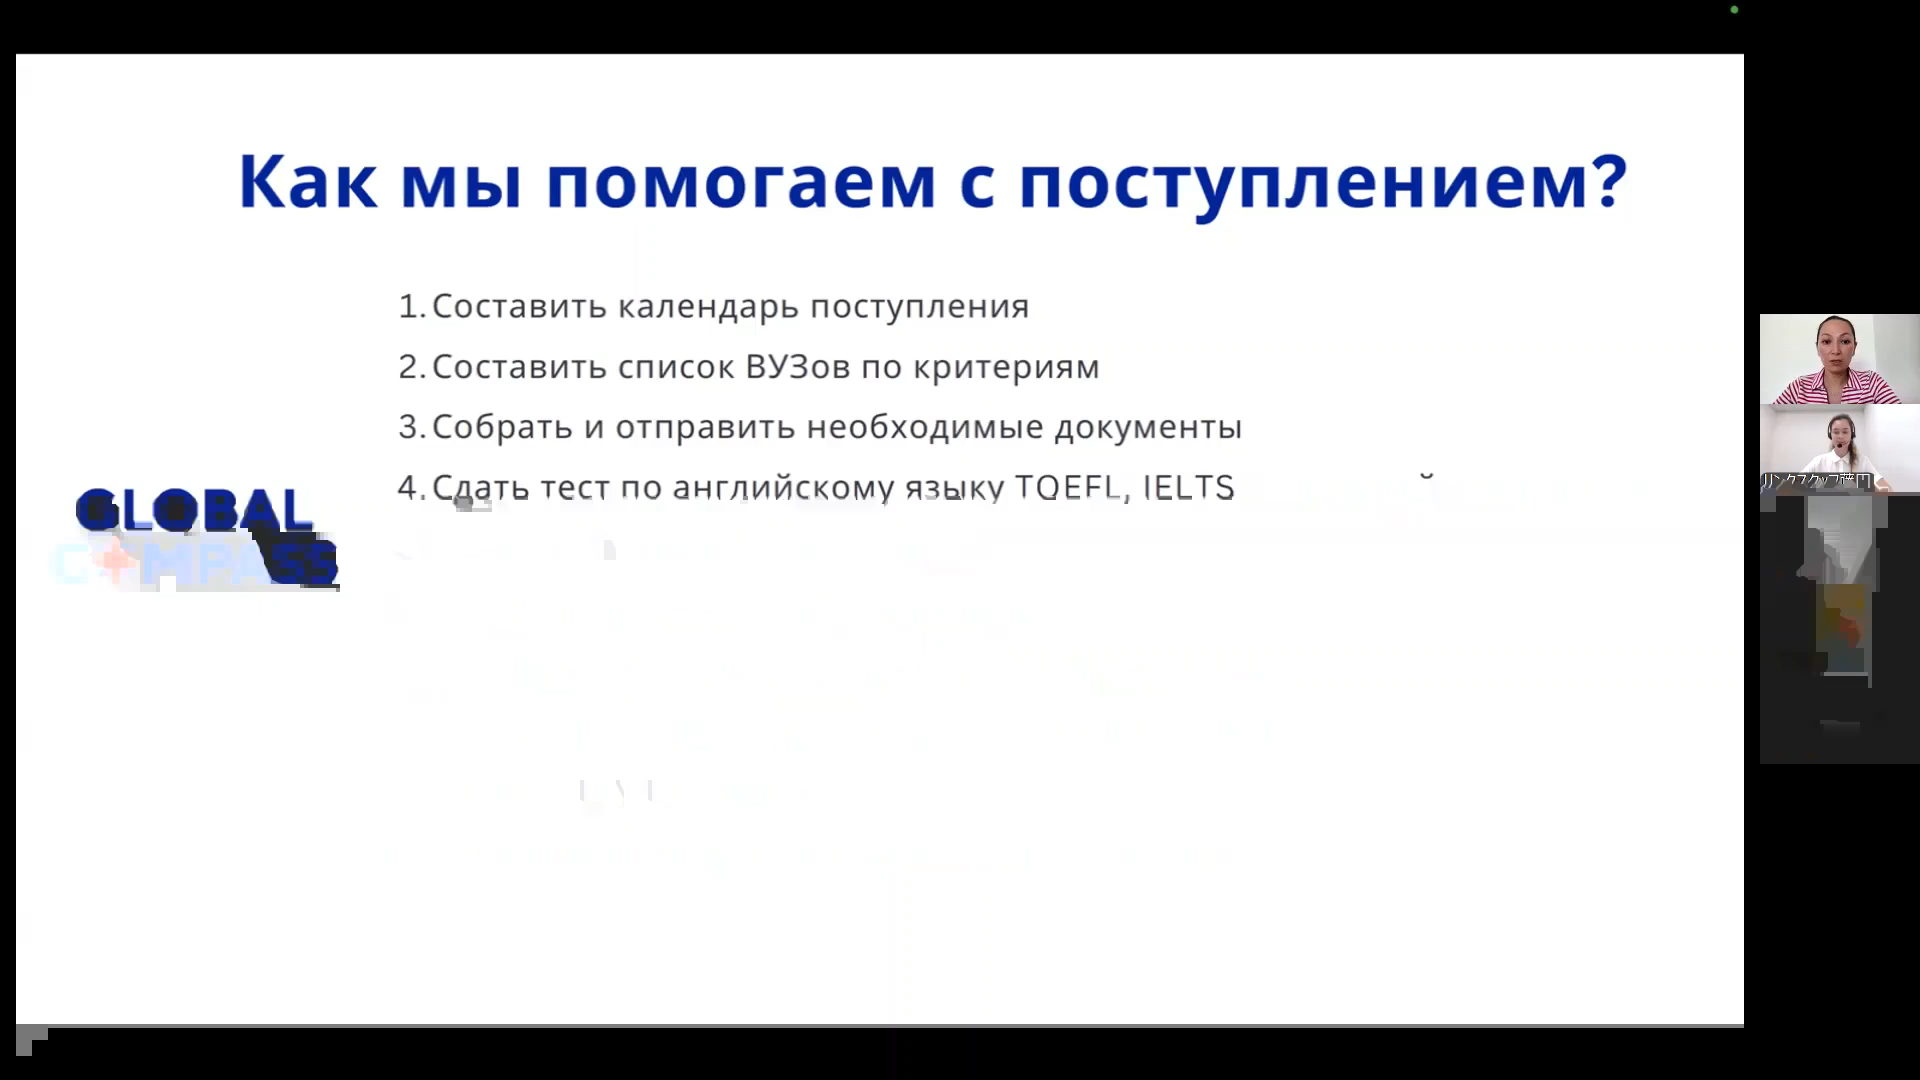 Как мы помогаем с поступлением?
1. Составить календарь поступления
2. Составить список ВУЗов по критериям
3. Собрать и отправить необходимые документы
4. Сдать тест по английскому языку TOEFL, IELTS
GLOBAL
COMPASS